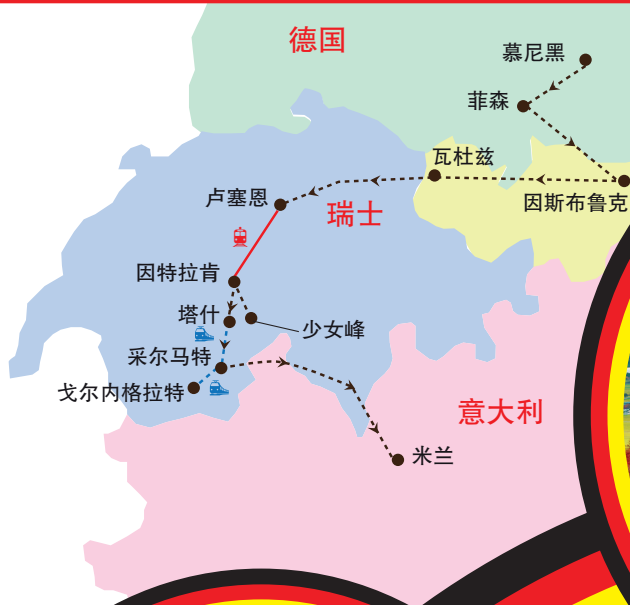 德国
慕尼黑
菲森
瓦杜兹
因斯布鲁克
卢塞恩
瑞士
因特拉肯
塔什
少女峰
采尔马特
戈尔内格拉特
意大利
米兰